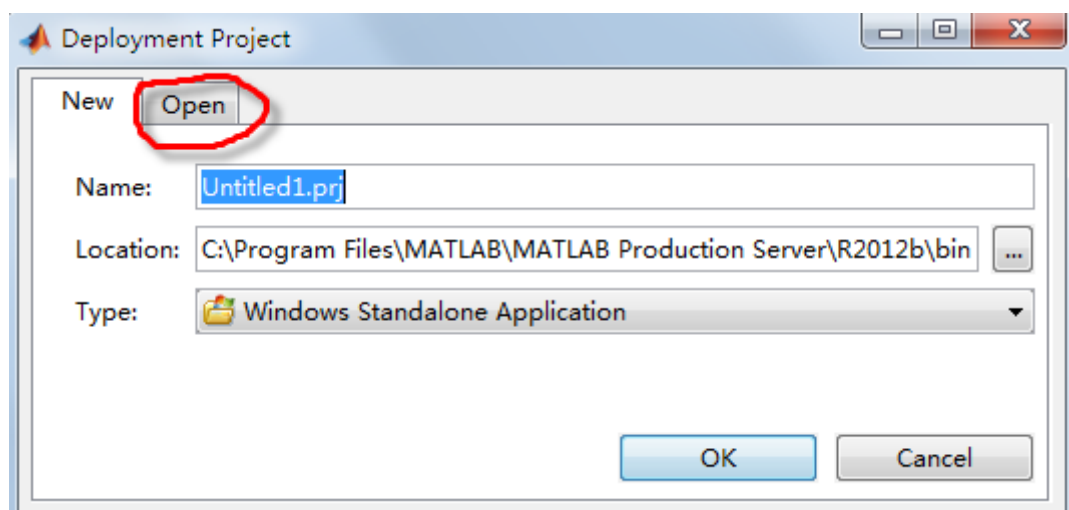 Deployment Project
New Open
Name: Untitled1.prj
Location: C:\Program Files\MATLAB\MATLAB Production Server\R2012b\bin ...
Type: Windows Standalone Application
OK Cancel